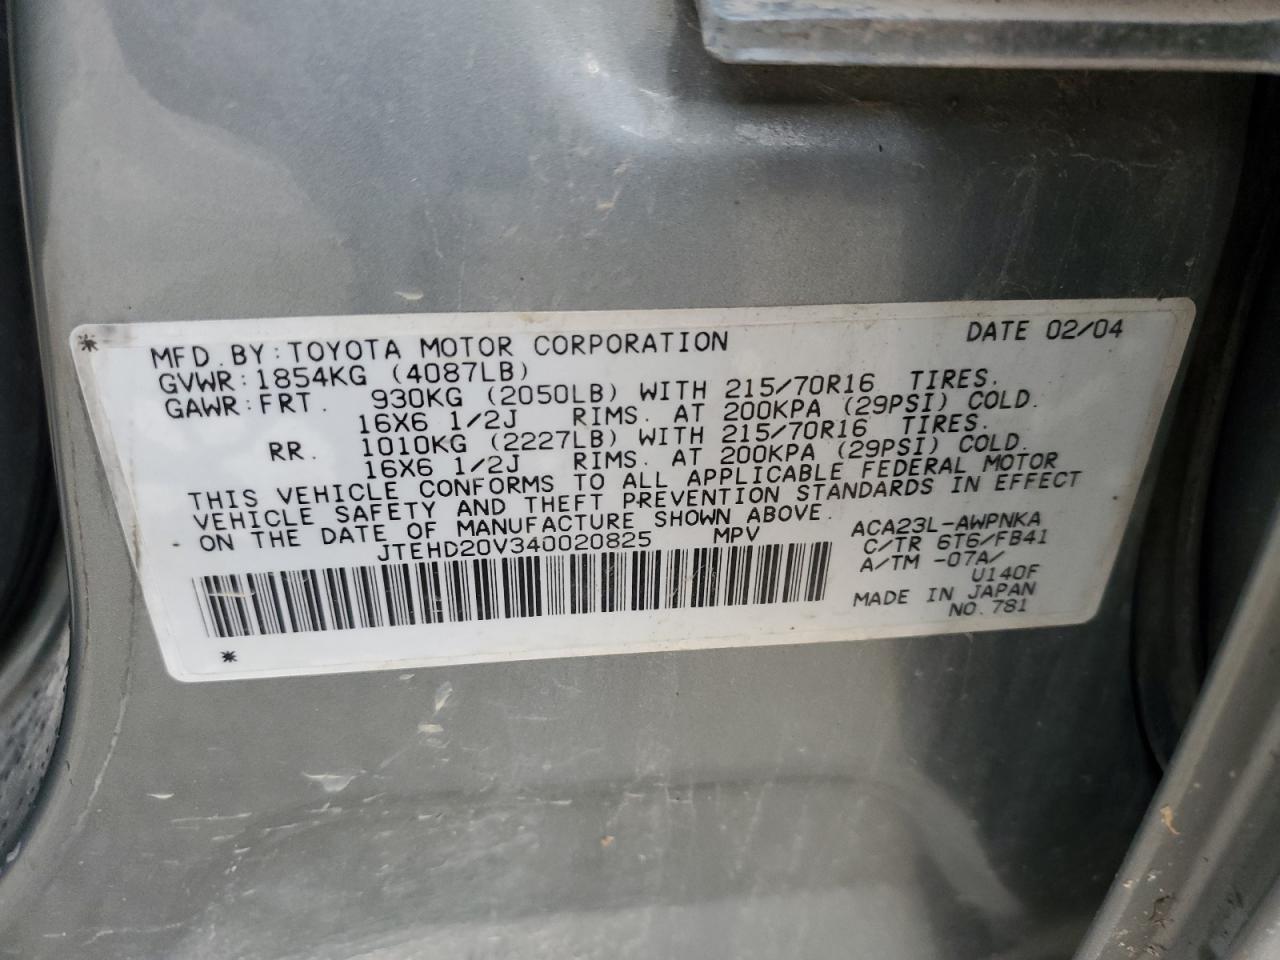 MFD. BY: TOYOTA MOTOR CORPORATION DATE 02/04
GVWR: 1854KG (4087LB)
GAWR: FRT. 930KG (2050LB) WITH 215/70R16 TIRES.
16X6 1/2J RIMS. AT 200KPA (29PSI) COLD.
RR. 1010KG (2227LB) WITH 215/70R16 TIRES.
16X6 1/2J RIMS. AT 200KPA (29PSI) COLD.
THIS VEHICLE CONFORMS TO ALL APPLICABLE FEDERAL MOTOR
VEHICLE SAFETY AND THEFT PREVENTION STANDARDS IN EFFECT
ON THE DATE OF MANUFACTURE SHOWN ABOVE.
JTEHD20V340020825 MPV
ACA23L-AWPNKA
C/TR 6T6/FB41
A/TM -07A/
U140F
MADE IN JAPAN
NO. 781